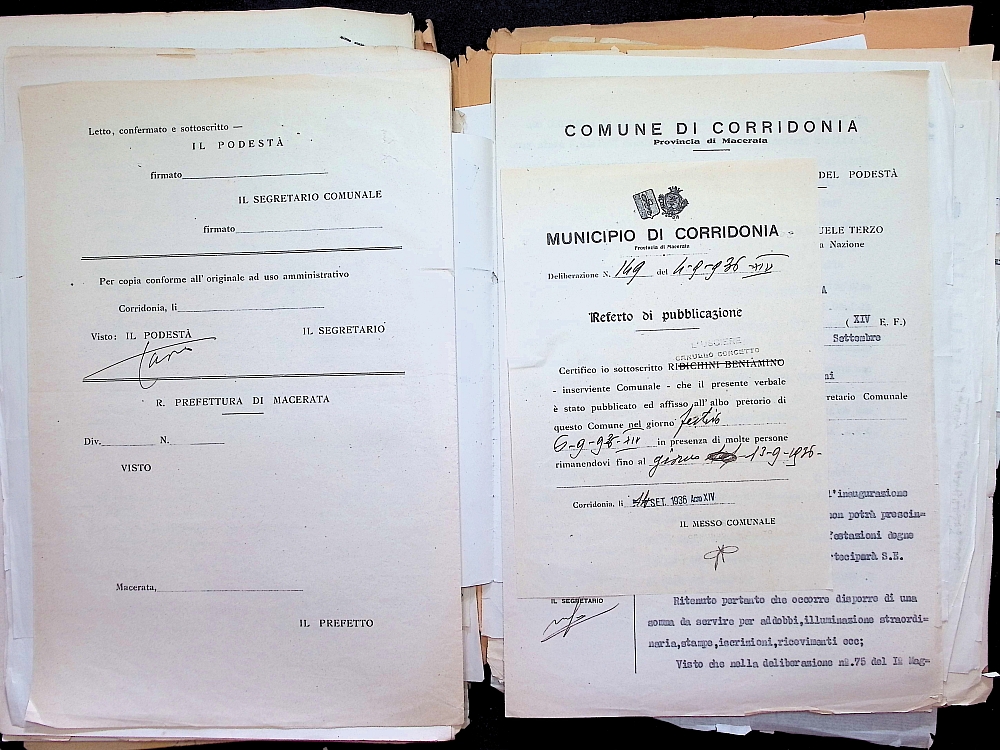 Letto, confermato e sottoscritto —
IL PODESTÀ
firmato
IL SEGRETARIO COMUNALE
firmato
Per copia conforme all' originale ad uso amministrativo
Corridonia, li
Visto: IL PODESTÀ
IL SEGRETARIO
R. PREFETTURA DI MACERATA
Div. N.
VISTO
Macerata,
IL PREFETTO
COMUNE DI CORRIDONIA
Provincia di Macerata
DEL PODESTÀ
UELE TERZO
a Nazione
A
( XIV E. F.)
Settembre
ni
retario Comunale
L'inaugurazione
non potrà prescin=
festazioni degne
teciparà S.E.
MUNICIPIO DI CORRIDONIA
Provincia di Macerata
Deliberazione N. 149 del 4-9-936-XIV
Referto di pubblicazione
L'USCIERE
Certifico io sottoscritto RIBICHINI BENIAMINO
- inserviente Comunale - che il presente verbale
è stato pubblicato ed affisso all'albo pretorio di
questo Comune nel giorno festivo
6-9-936-XIV in presenza di molte persone
rimanendovi fino al giorno 13-9-1936-
Corridonia, li SET. 1936 Anno XIV
IL MESSO COMUNALE
IL SEGRETARIO
Ritenuto pertanto che occorre disporre di una
somma da servire per addobbi,illuminazione straordi=
naria,stampe,iscrizioni,ricevimenti ecc;
Visto che nella deliberazione nº.75 del I2 Mag=